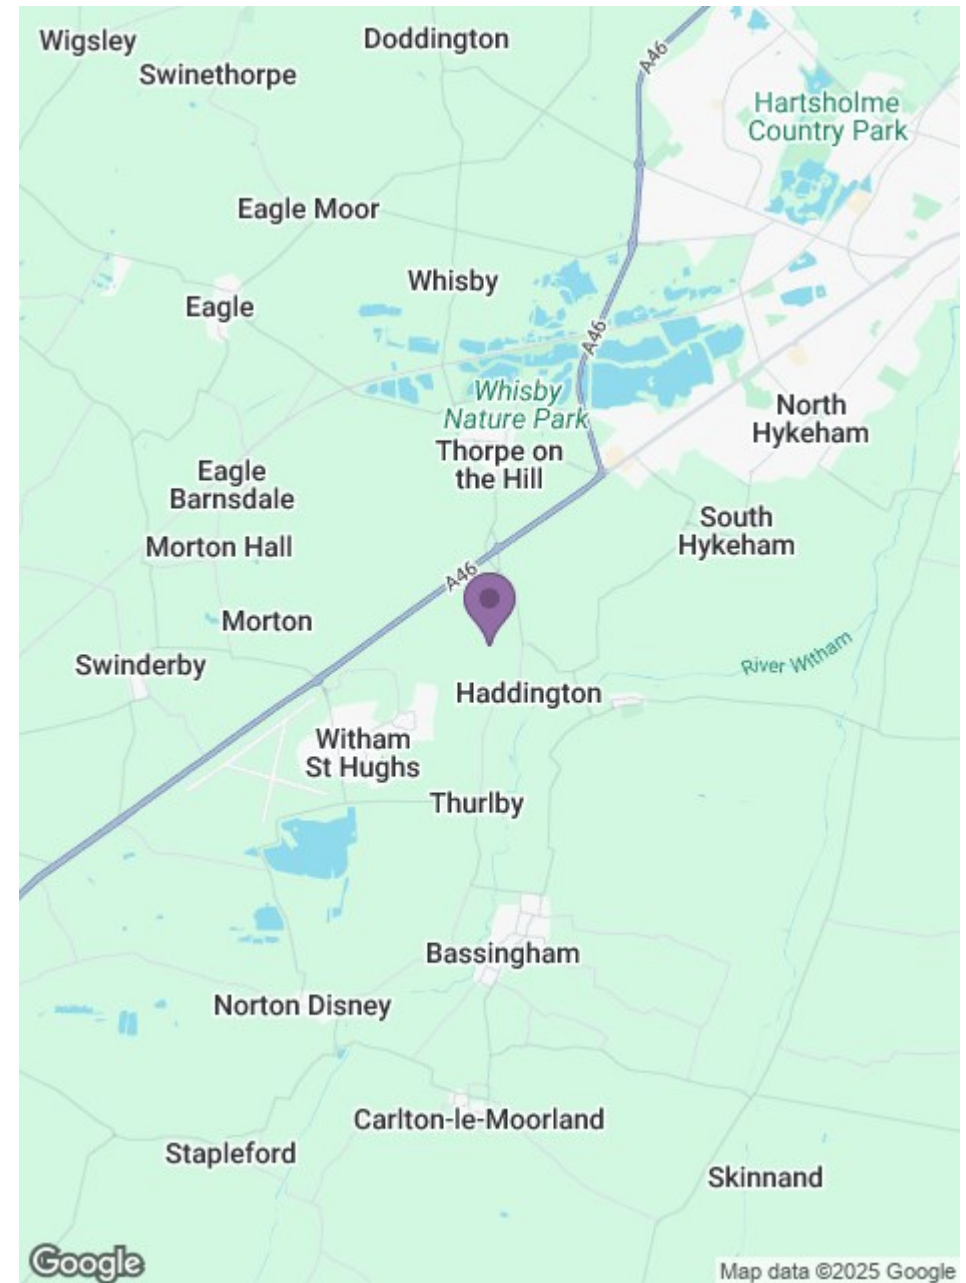 Wigsley
Doddington
Swinethorpe
A46
Hartsholme
Country Park
Eagle Moor
Whisby
Eagle
A46
Whisby
Nature Park
North
Hykeham
Thorpe on
the Hill
Eagle
Barnsdale
South
Hykeham
Morton Hall
A46
Morton
River Witham
Swinderby
Haddington
Witham
St Hughs
Thurlby
Bassingham
Norton Disney
Carlton-le-Moorland
Stapleford
Skinnand
Google
Map data ©2025 Google